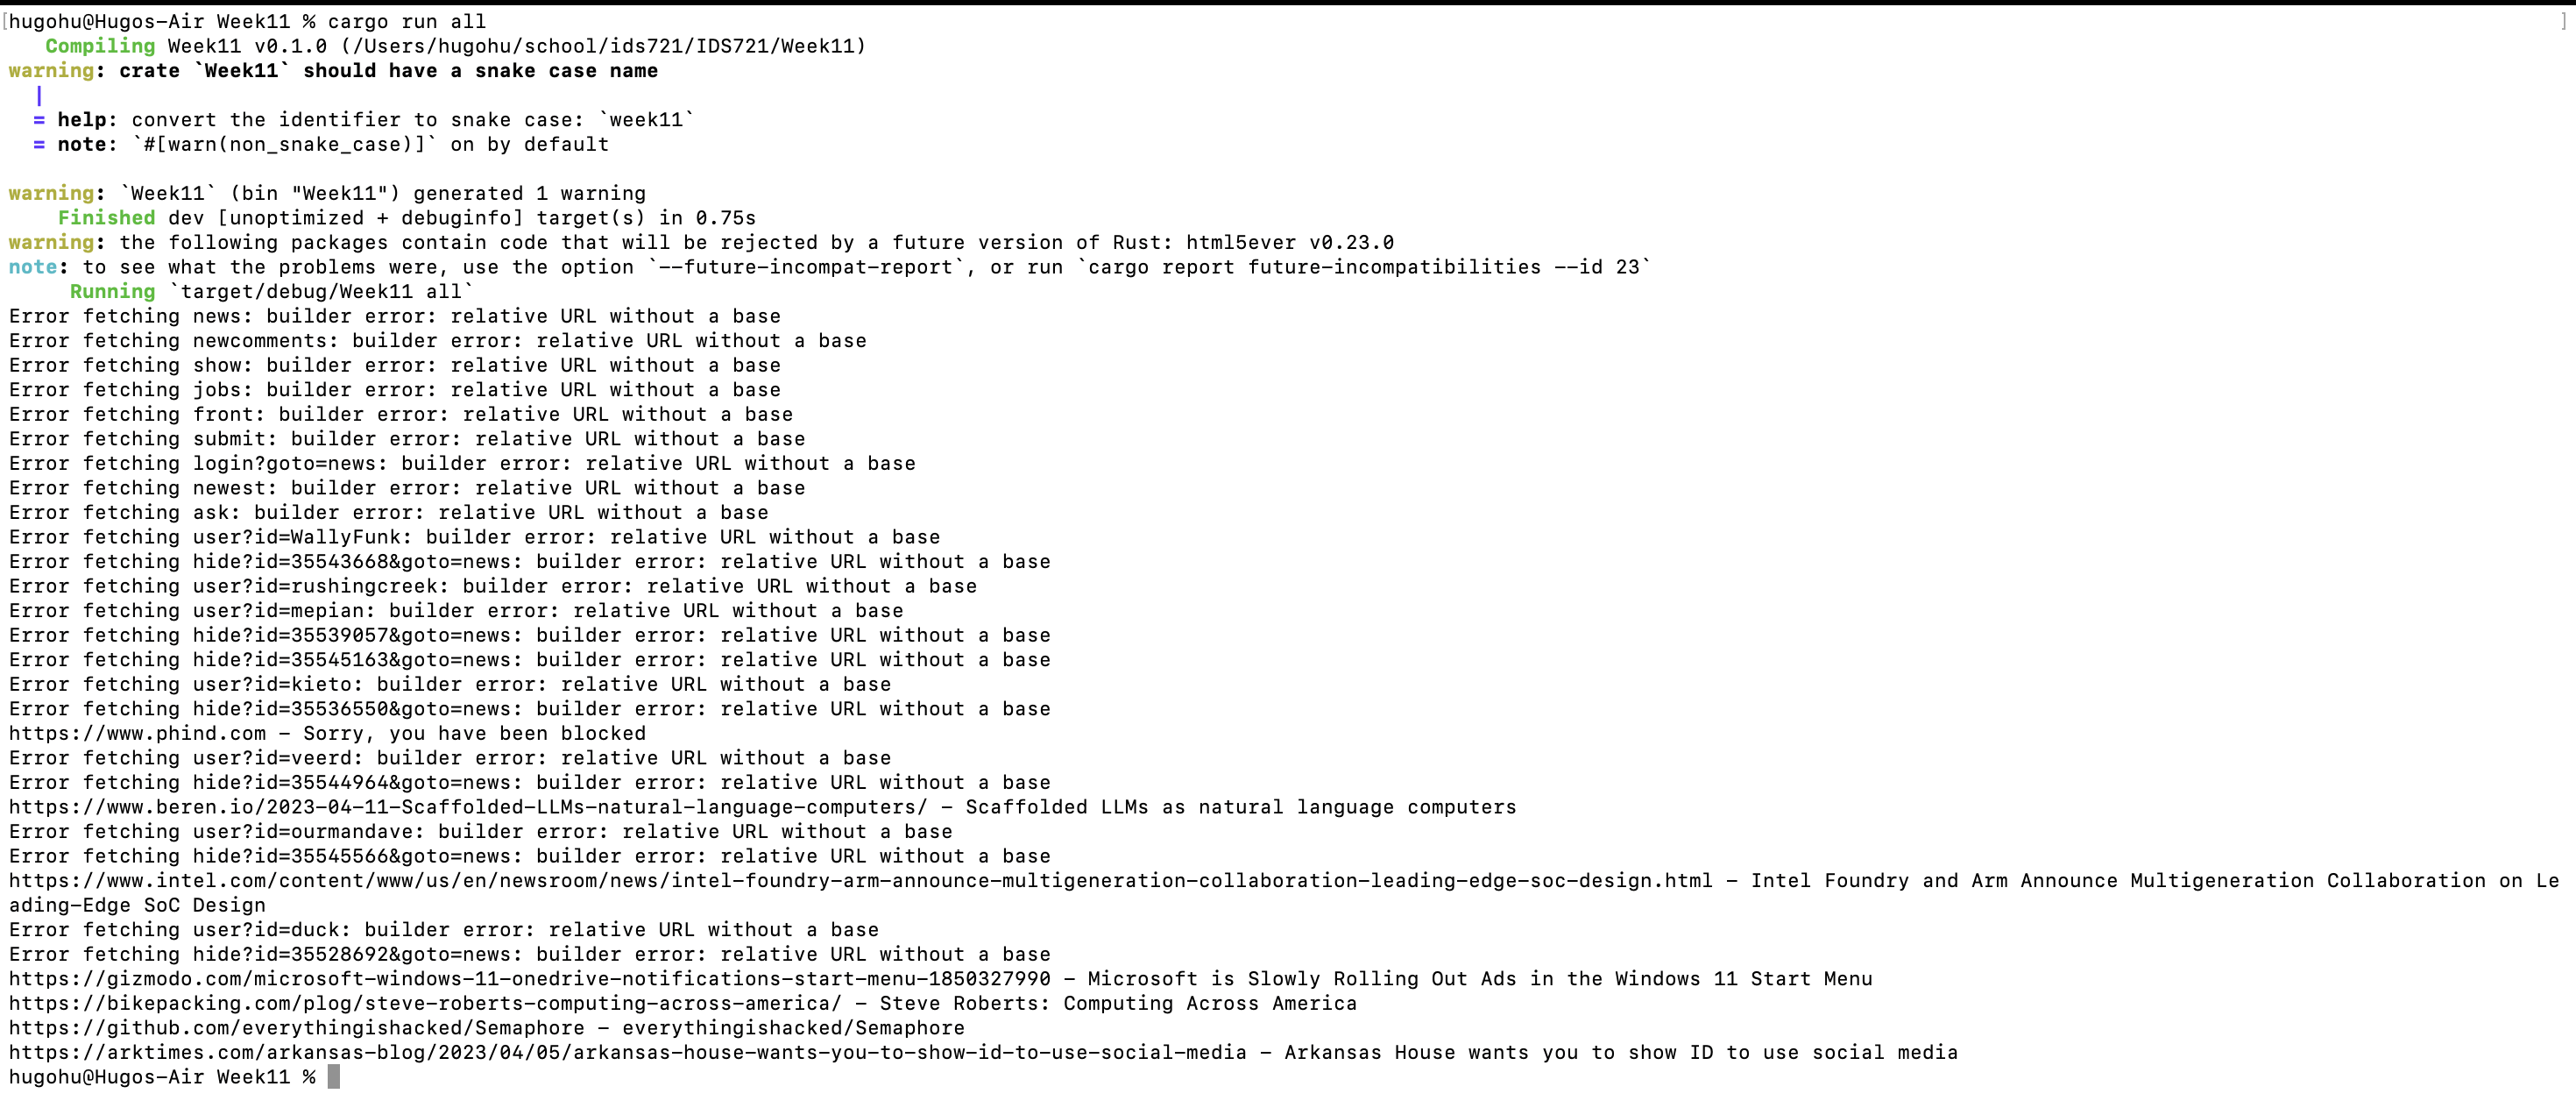 [hugohu@Hugos-Air Week11 % cargo run all ]
Compiling Week11 v0.1.0 (/Users/hugohu/school/ids721/IDS721/Week11)
warning: crate `Week11` should have a snake case name
|
= help: convert the identifier to snake case: `week11`
= note: `#[warn(non_snake_case)]` on by default
warning: `Week11` (bin "Week11") generated 1 warning
Finished dev [unoptimized + debuginfo] target(s) in 0.75s
warning: the following packages contain code that will be rejected by a future version of Rust: html5ever v0.23.0
note: to see what the problems were, use the option `--future-incompat-report`, or run `cargo report future-incompatibilities --id 23`
Running `target/debug/Week11 all`
Error fetching news: builder error: relative URL without a base
Error fetching newcomments: builder error: relative URL without a base
Error fetching show: builder error: relative URL without a base
Error fetching jobs: builder error: relative URL without a base
Error fetching front: builder error: relative URL without a base
Error fetching submit: builder error: relative URL without a base
Error fetching login?goto=news: builder error: relative URL without a base
Error fetching newest: builder error: relative URL without a base
Error fetching ask: builder error: relative URL without a base
Error fetching user?id=WallyFunk: builder error: relative URL without a base
Error fetching hide?id=35543668&goto=news: builder error: relative URL without a base
Error fetching user?id=rushingcreek: builder error: relative URL without a base
Error fetching user?id=mepian: builder error: relative URL without a base
Error fetching hide?id=35539057&goto=news: builder error: relative URL without a base
Error fetching hide?id=35545163&goto=news: builder error: relative URL without a base
Error fetching user?id=kieto: builder error: relative URL without a base
Error fetching hide?id=35536550&goto=news: builder error: relative URL without a base
https://www.phind.com - Sorry, you have been blocked
Error fetching user?id=veerd: builder error: relative URL without a base
Error fetching hide?id=35544964&goto=news: builder error: relative URL without a base
https://www.beren.io/2023-04-11-Scaffolded-LLMs-natural-language-computers/ - Scaffolded LLMs as natural language computers
Error fetching user?id=ourmandave: builder error: relative URL without a base
Error fetching hide?id=35545566&goto=news: builder error: relative URL without a base
https://www.intel.com/content/www/us/en/newsroom/news/intel-foundry-arm-announce-multigeneration-collaboration-leading-edge-soc-design.html - Intel Foundry and Arm Announce Multigeneration Collaboration on Le
ading-Edge SoC Design
Error fetching user?id=duck: builder error: relative URL without a base
Error fetching hide?id=35528692&goto=news: builder error: relative URL without a base
https://gizmodo.com/microsoft-windows-11-onedrive-notifications-start-menu-1850327990 - Microsoft is Slowly Rolling Out Ads in the Windows 11 Start Menu
https://bikepacking.com/plog/steve-roberts-computing-across-america/ - Steve Roberts: Computing Across America
https://github.com/everythingishacked/Semaphore - everythingishacked/Semaphore
https://arktimes.com/arkansas-blog/2023/04/05/arkansas-house-wants-you-to-show-id-to-use-social-media - Arkansas House wants you to show ID to use social media
hugohu@Hugos-Air Week11 %